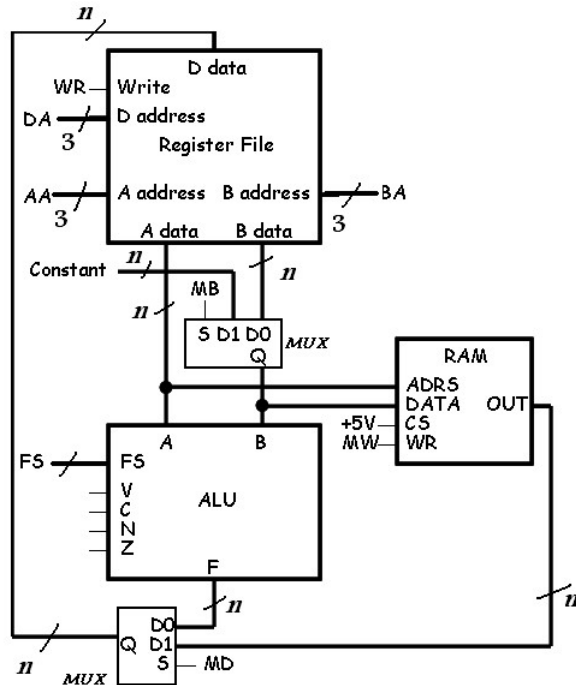 n
D data
WR Write
DA D address
3
Register File
AA A address B address BA
3 3
A data B data
n
Constant n n
MB
S D1 D0 MUX
Q
RAM
ADRS
DATA OUT
+5V CS
MW WR
A B
FS FS
V
C ALU
N
Z
F
n n
D0
Q D1
n S MD
MUX